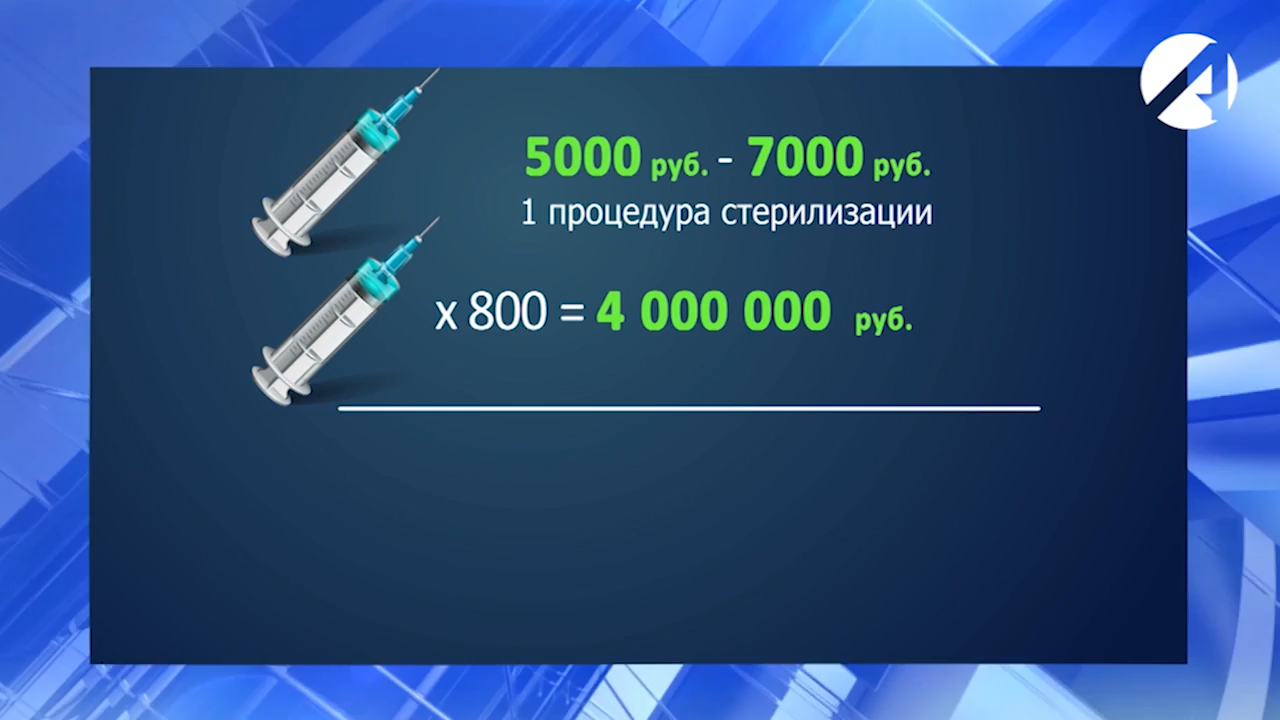 5000 руб. - 7000 руб.
1 процедура стерилизации
х 800 = 4 000 000 руб.